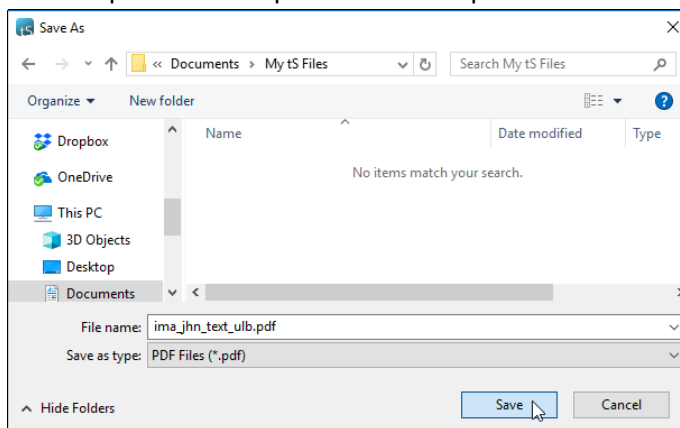 tS Save As
« Documents > My tS Files Search My tS Files
Organize New folder ?
Name Date modified Type
Dropbox
No items match your search.
OneDrive
This PC
3D Objects
Desktop
Documents
File name: ima_jhn_text_ulb.pdf
Save as type: PDF Files (*.pdf)
Hide Folders Save Cancel